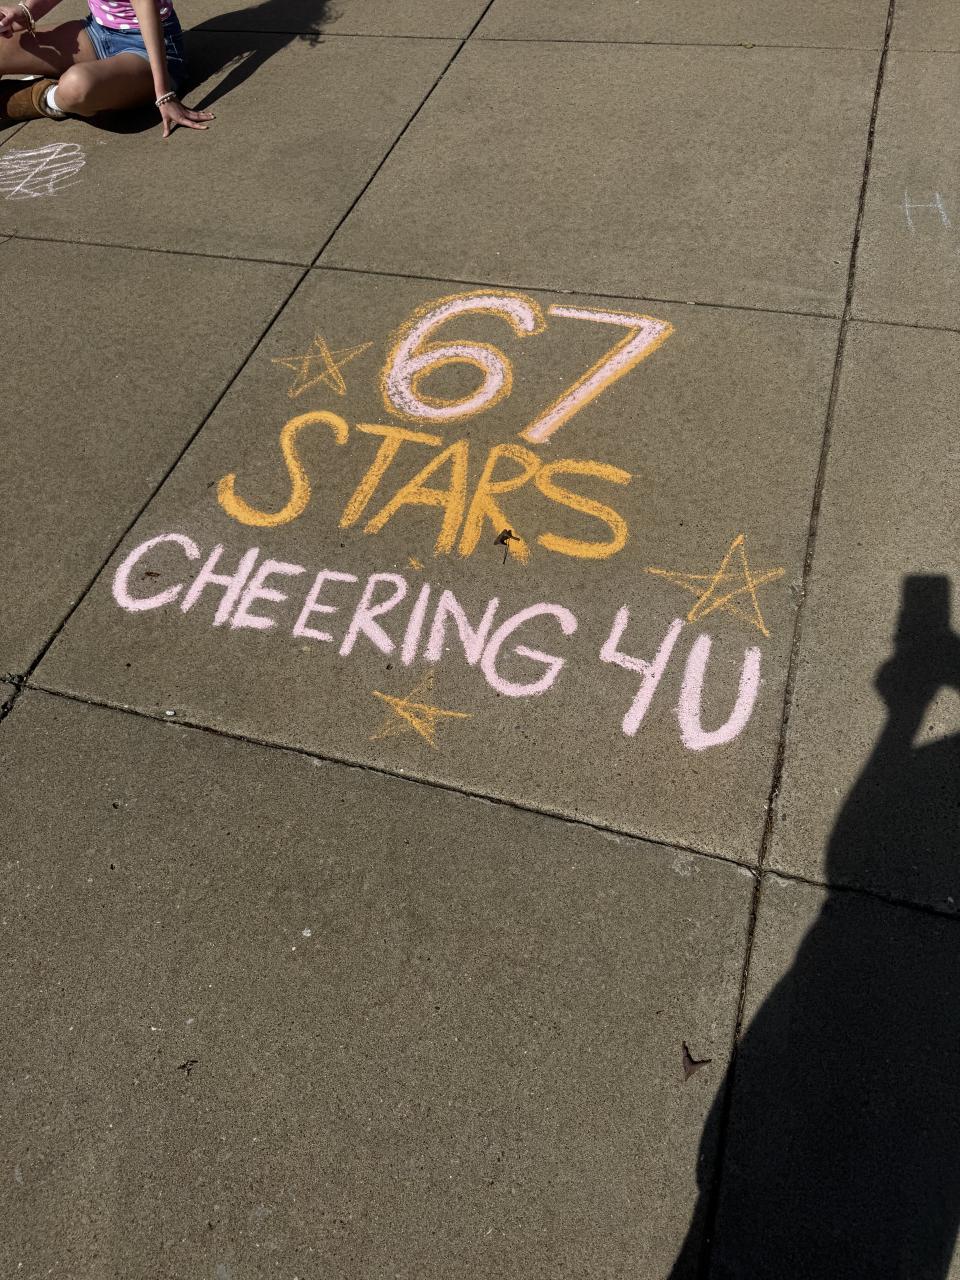 67
STARS
CHEERING 4U
H